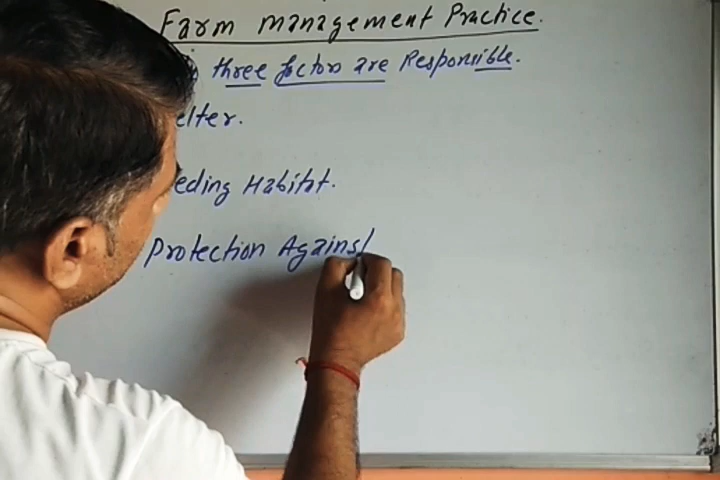 Farm management Practice.
three factors are Responsible.
elter.
eding Habitat.
Protection Against